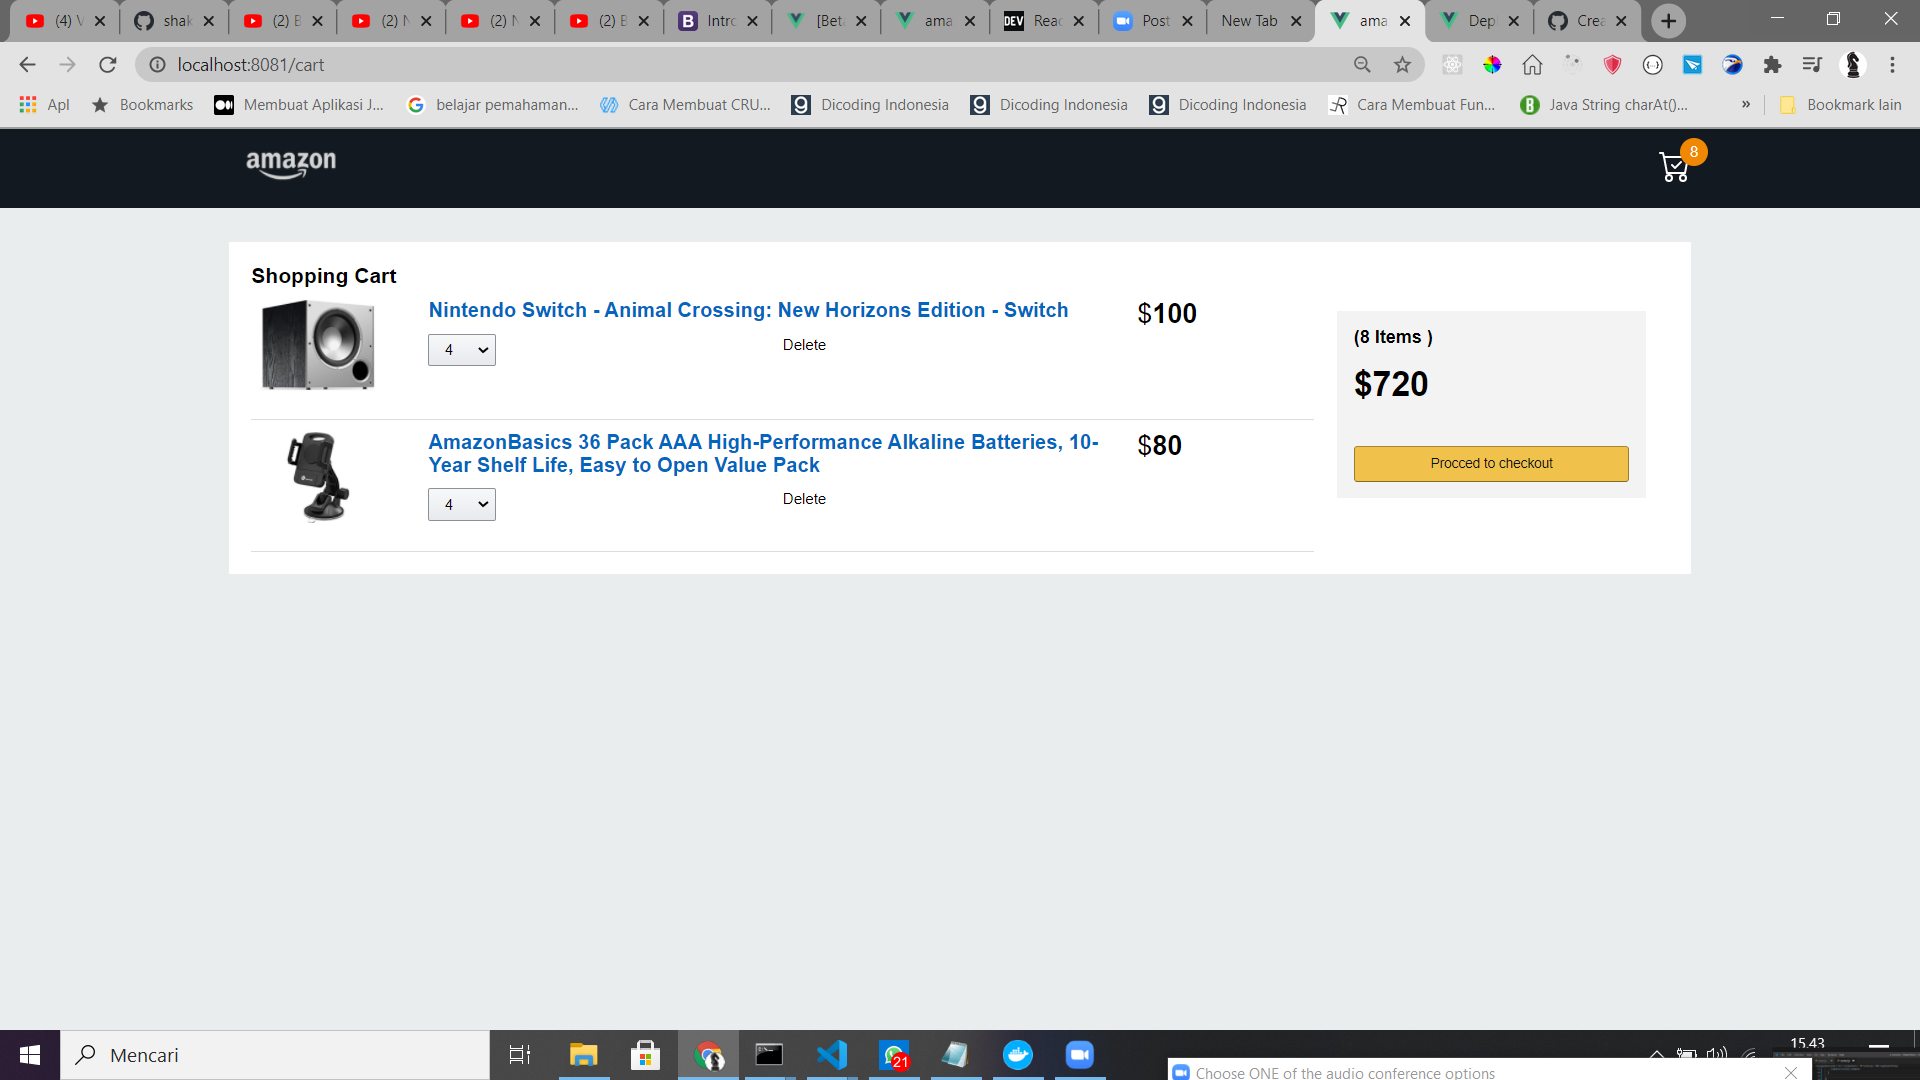 (4) V
shak
(2) B
(2) N
(2) N
(2) B
Intro
[Beta
ama
DEV
Reac
Post
New Tab
ama
Dep
Crea
localhost:8081/cart
Apl
Bookmarks
Membuat Aplikasi J...
belajar pemahaman...
Cara Membuat CRU...
Dicoding Indonesia
Dicoding Indonesia
Dicoding Indonesia
Cara Membuat Fun...
Java String charAt()...
»
Bookmark lain
amazon
8
Shopping Cart
Nintendo Switch - Animal Crossing: New Horizons Edition - Switch
$100
4
Delete
AmazonBasics 36 Pack AAA High-Performance Alkaline Batteries, 10-
Year Shelf Life, Easy to Open Value Pack
$80
4
Delete
(8 Items )
$720
Procced to checkout
Mencari
21
15.43
Choose ONE of the audio conference options